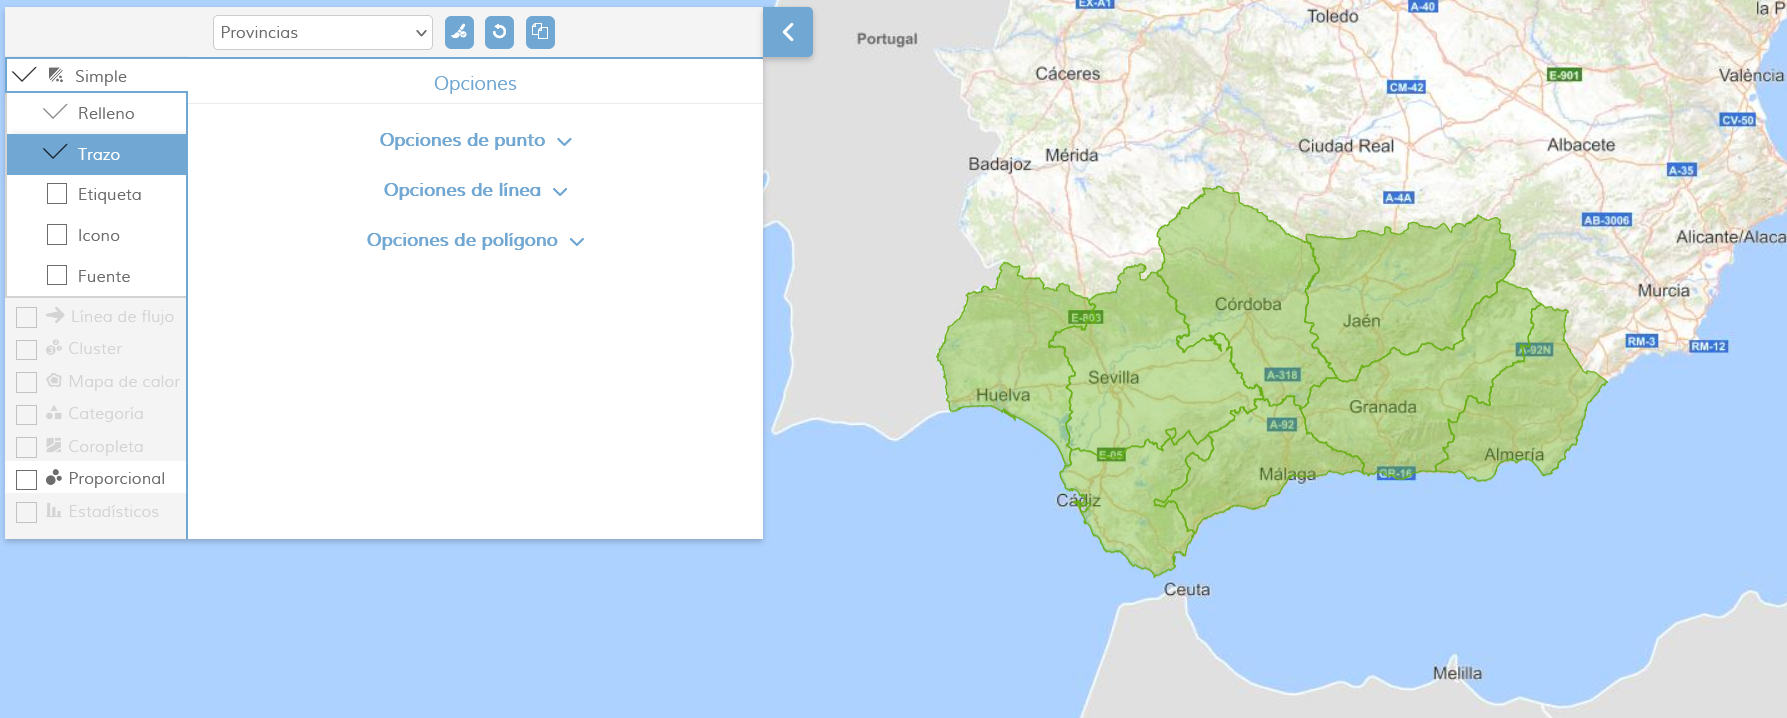 Provincias
Simple
Relleno
Trazo
Etiqueta
Icono
Fuente
Línea de flujo
Cluster
Mapa de calor
Categoría
Coropleta
Proporcional
Estadísticos
Opciones
Opciones de punto
Opciones de línea
Opciones de polígono
EX-A1
A-40
la P
Toledo
Portugal
Cáceres
E-901
València
CM-42
CV-50
Ciudad Real
Albacete
Mérida
Badajoz
A-35
A-4A
AB-3006
Alicante/Alaca
Murcia
Córdoba
E-803
Jaén
RM-3
RM-12
A-92N
Sevilla
A-318
Huelva
Granada
A-92
E-05
Almería
Málaga
GR-16
Cádiz
Ceuta
Melilla